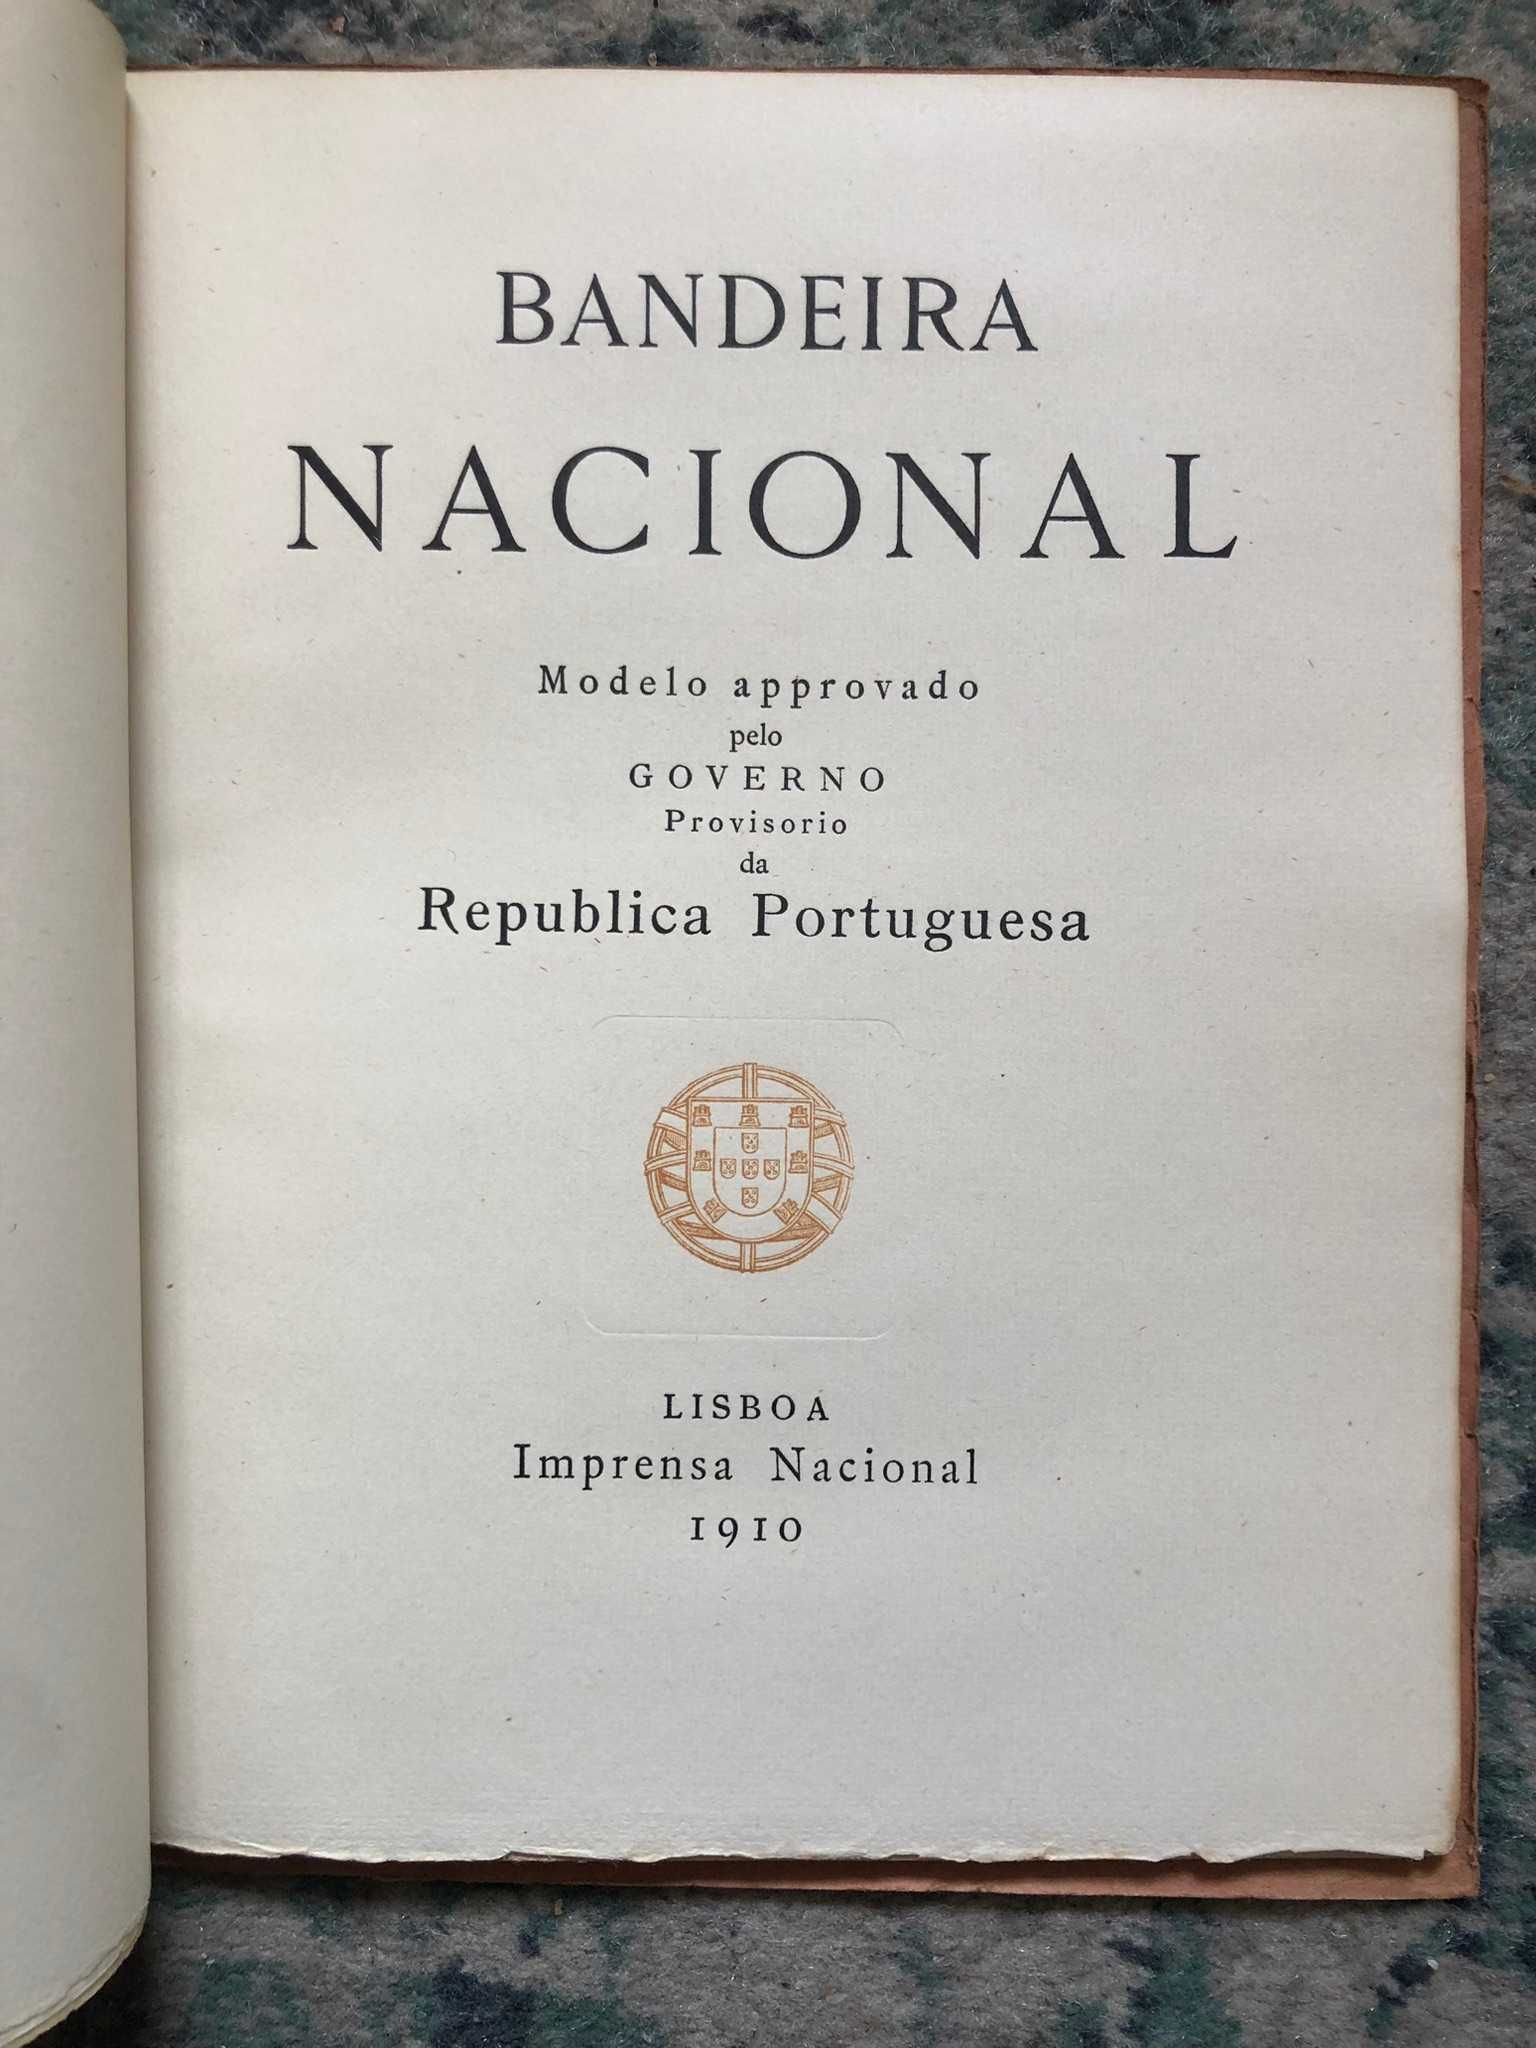 BANDEIRA
NACIONAL
Modelo approvado
pelo
GOVERNO
Provisorio
da
Republica Portuguesa
LISBOA
Imprensa Nacional
1910